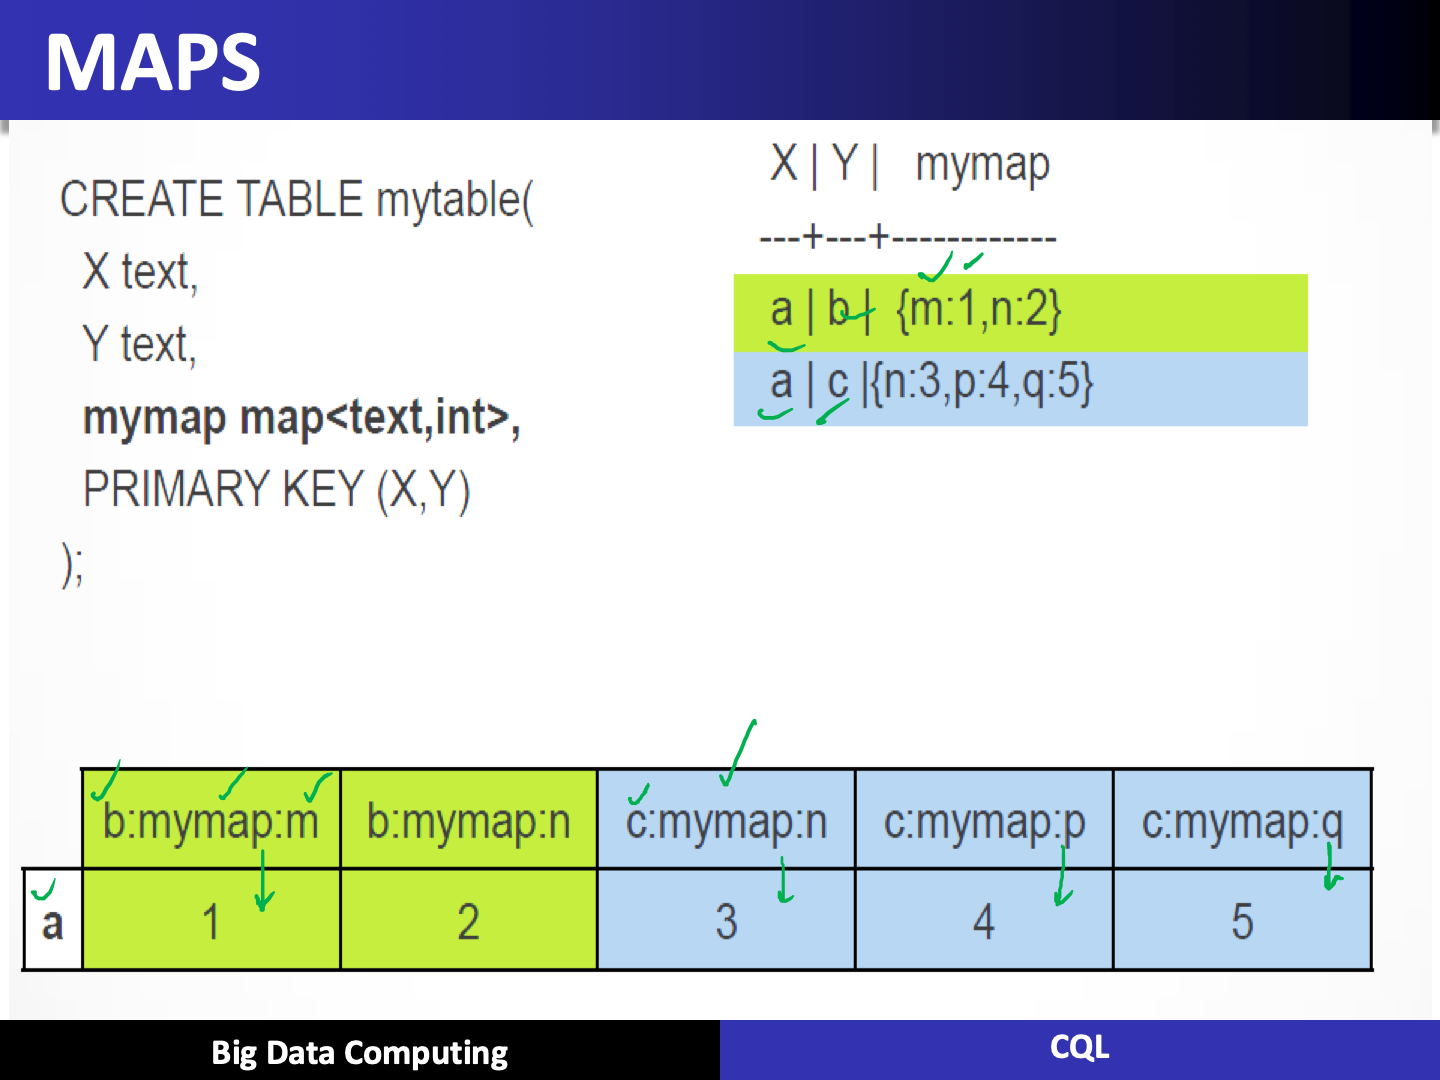 MAPS
CREATE TABLE mytable(
X text,
Y text,
mymap map<text,int>,
PRIMARY KEY (X,Y)
);
X | Y | mymap
---+---+------------
a | b | {m:1,n:2}
a | c |{n:3,p:4,q:5}
b:mymap:m b:mymap:n c:mymap:n c:mymap:p c:mymap:q
a 1 2 3 4 5
Big Data Computing
CQL